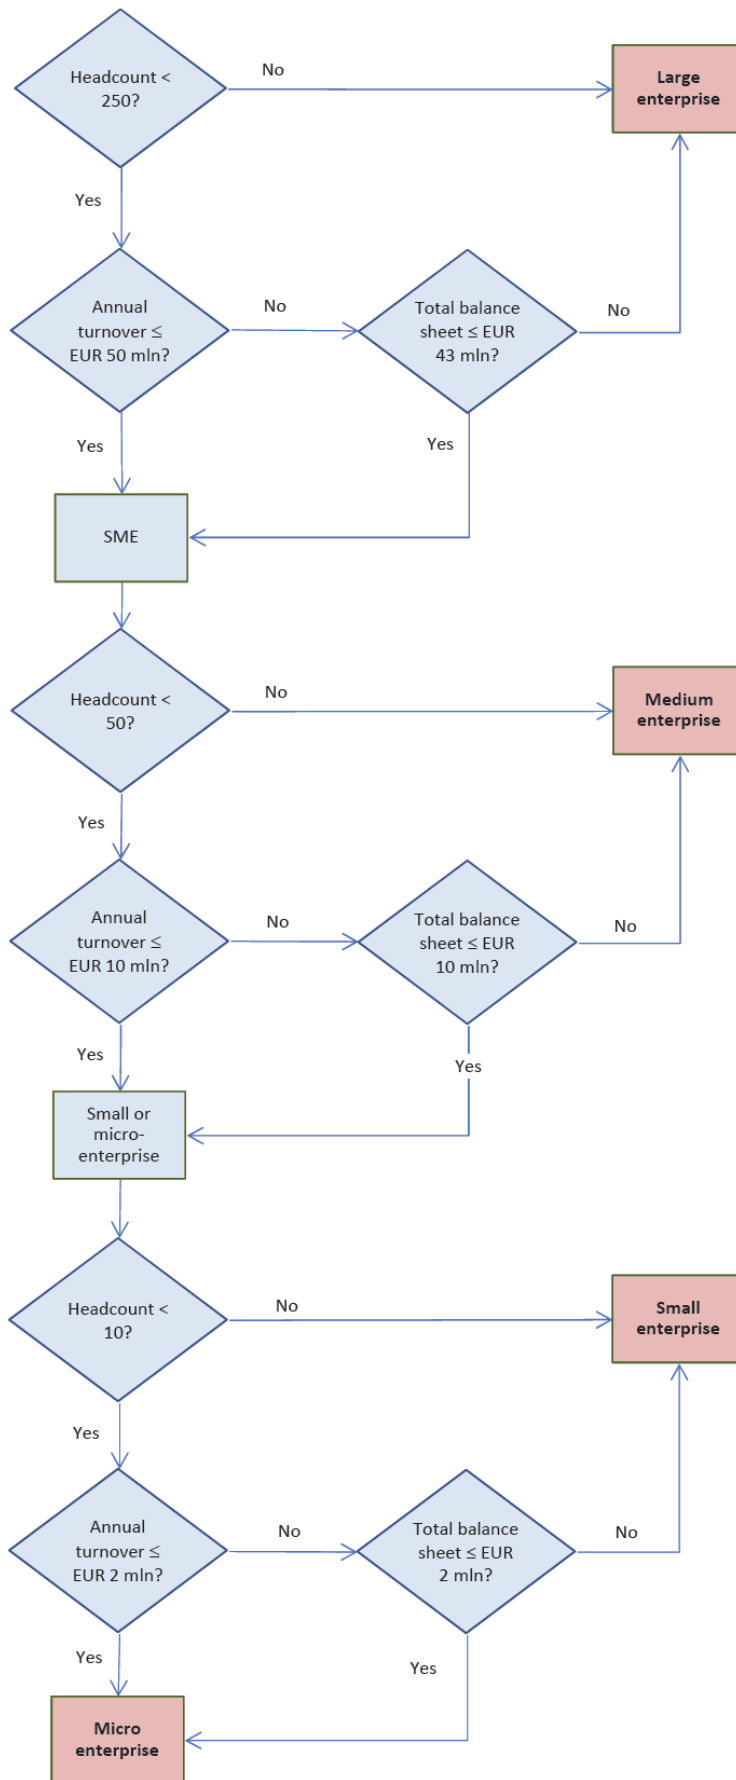 Headcount <
250?
No
Large
enterprise
Yes
Annual
turnover ≤
EUR 50 mln?
No
Total balance
sheet ≤ EUR
43 mln?
No
Yes
Yes
SME
Headcount <
50?
No
Medium
enterprise
Yes
Annual
turnover ≤
EUR 10 mln?
No
Total balance
sheet ≤ EUR
10 mln?
No
Yes
Yes
Small or
micro-
enterprise
Headcount <
10?
No
Small
enterprise
Yes
Annual
turnover ≤
EUR 2 mln?
No
Total balance
sheet ≤ EUR
2 mln?
No
Yes
Yes
Micro
enterprise